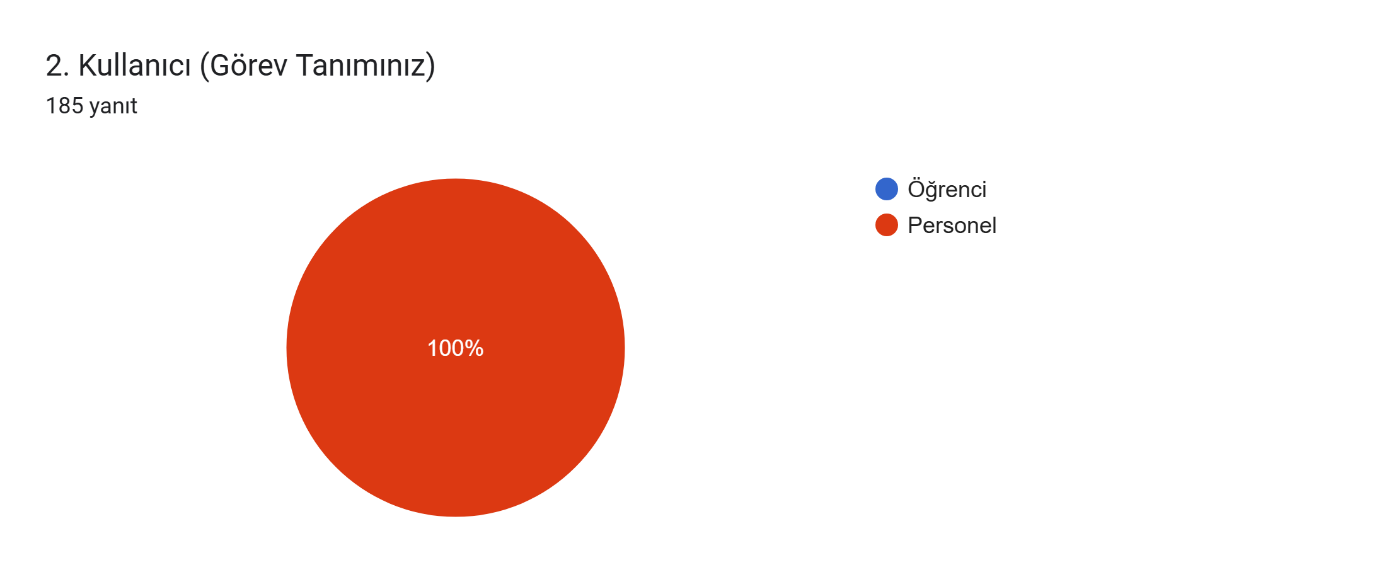 2. Kullanıcı (Görev Tanımınız)
185 yanıt
100%
Öğrenci
Personel